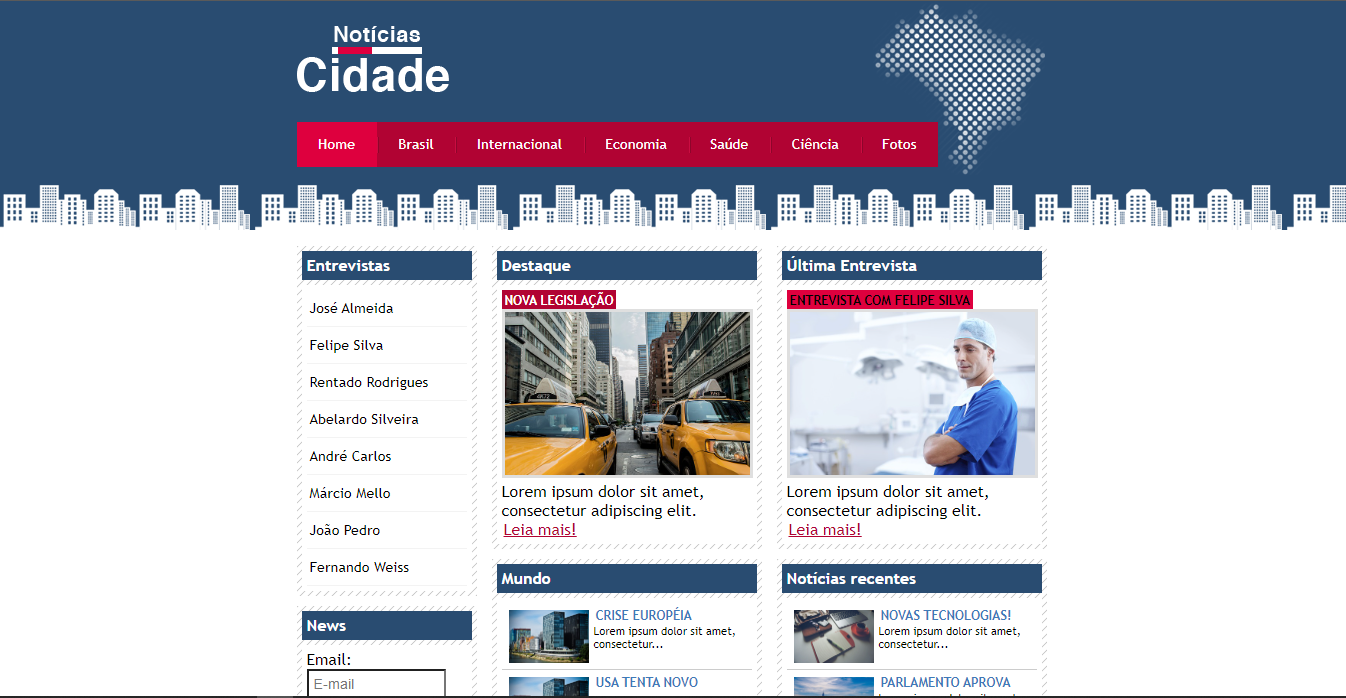 Notícias
Cidade
Home Brasil Internacional Economia Saúde Ciência Fotos
Entrevistas
José Almeida
Felipe Silva
Rentado Rodrigues
Abelardo Silveira
André Carlos
Márcio Mello
João Pedro
Fernando Weiss
News
Email:
E-mail
Destaque
NOVA LEGISLAÇÃO
Lorem ipsum dolor sit amet,
consectetur adipiscing elit.
Leia mais!
Última Entrevista
ENTREVISTA COM FELIPE SILVA
Lorem ipsum dolor sit amet,
consectetur adipiscing elit.
Leia mais!
Mundo
CRISE EUROPÉIA
Lorem ipsum dolor sit amet,
consectetur...
USA TENTA NOVO
Notícias recentes
NOVAS TECNOLOGIAS!
Lorem ipsum dolor sit amet,
consectetur...
PARLAMENTO APROVA